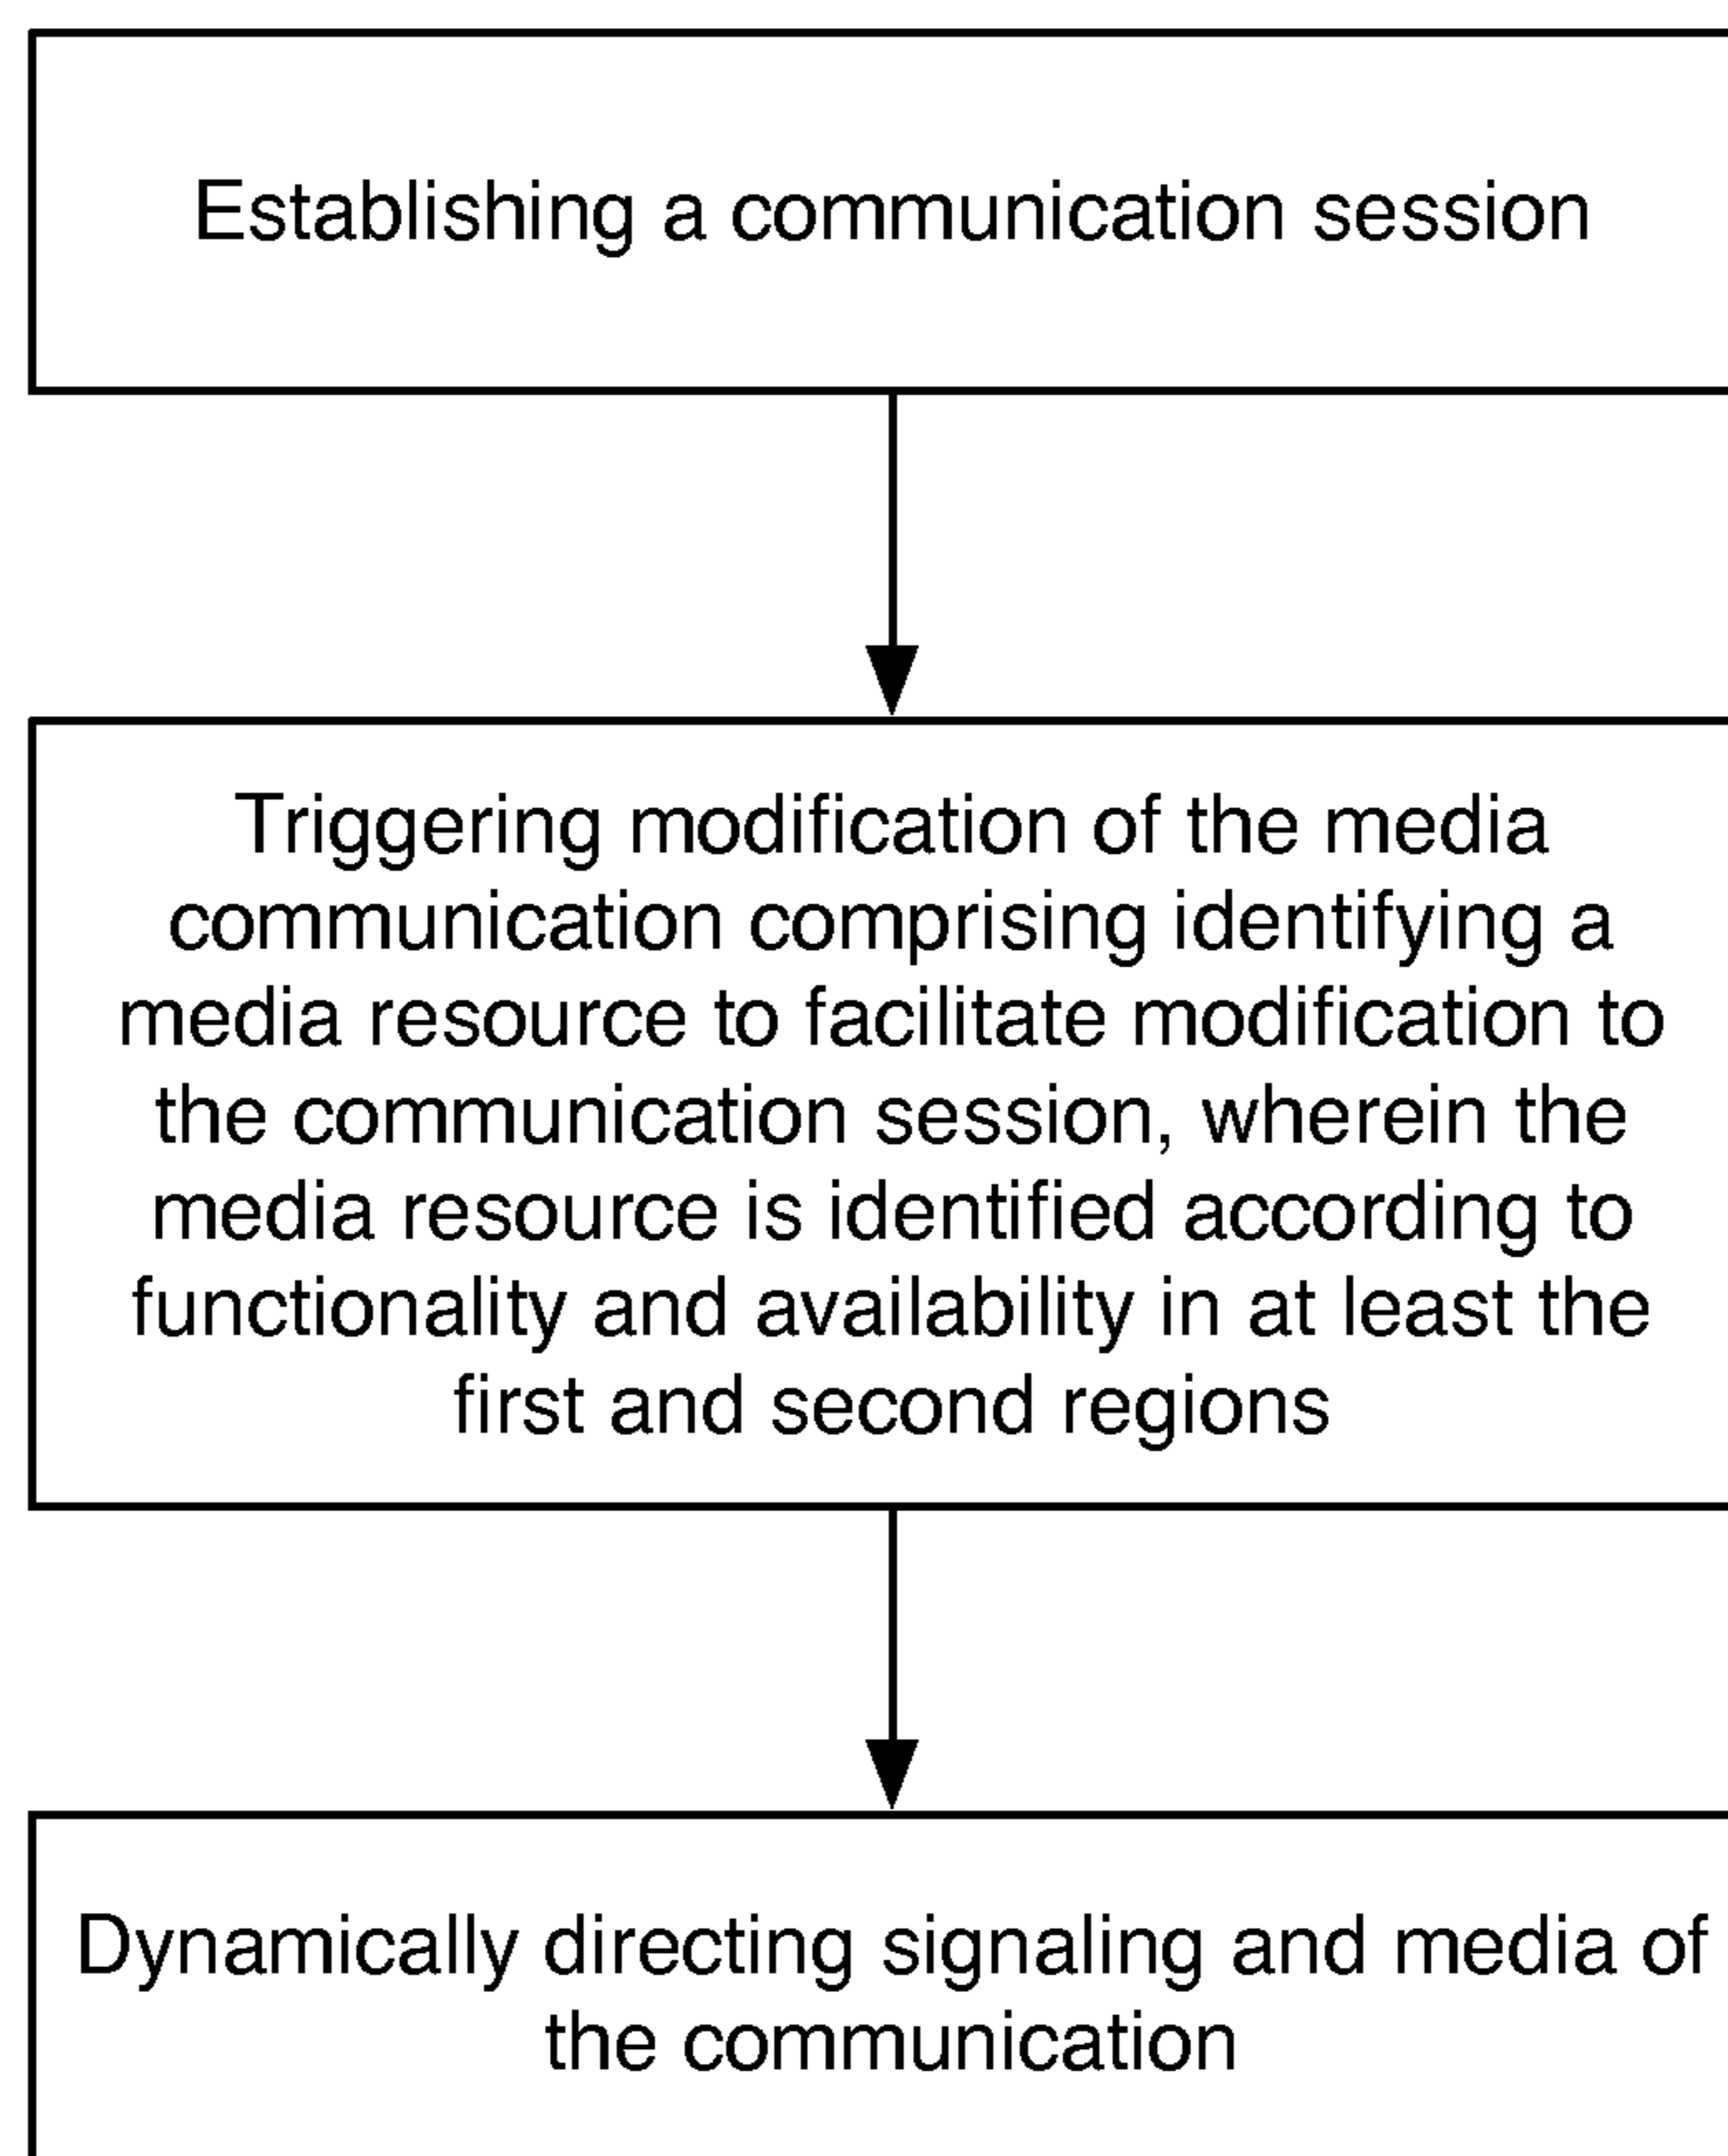 Establishing a communication session
Triggering modification of the media
communication comprising identifying a
media resource to facilitate modification to
the communication session, wherein the
media resource is identified according to
functionality and availability in at least the
first and second regions
Dynamically directing signaling and media of
the communication